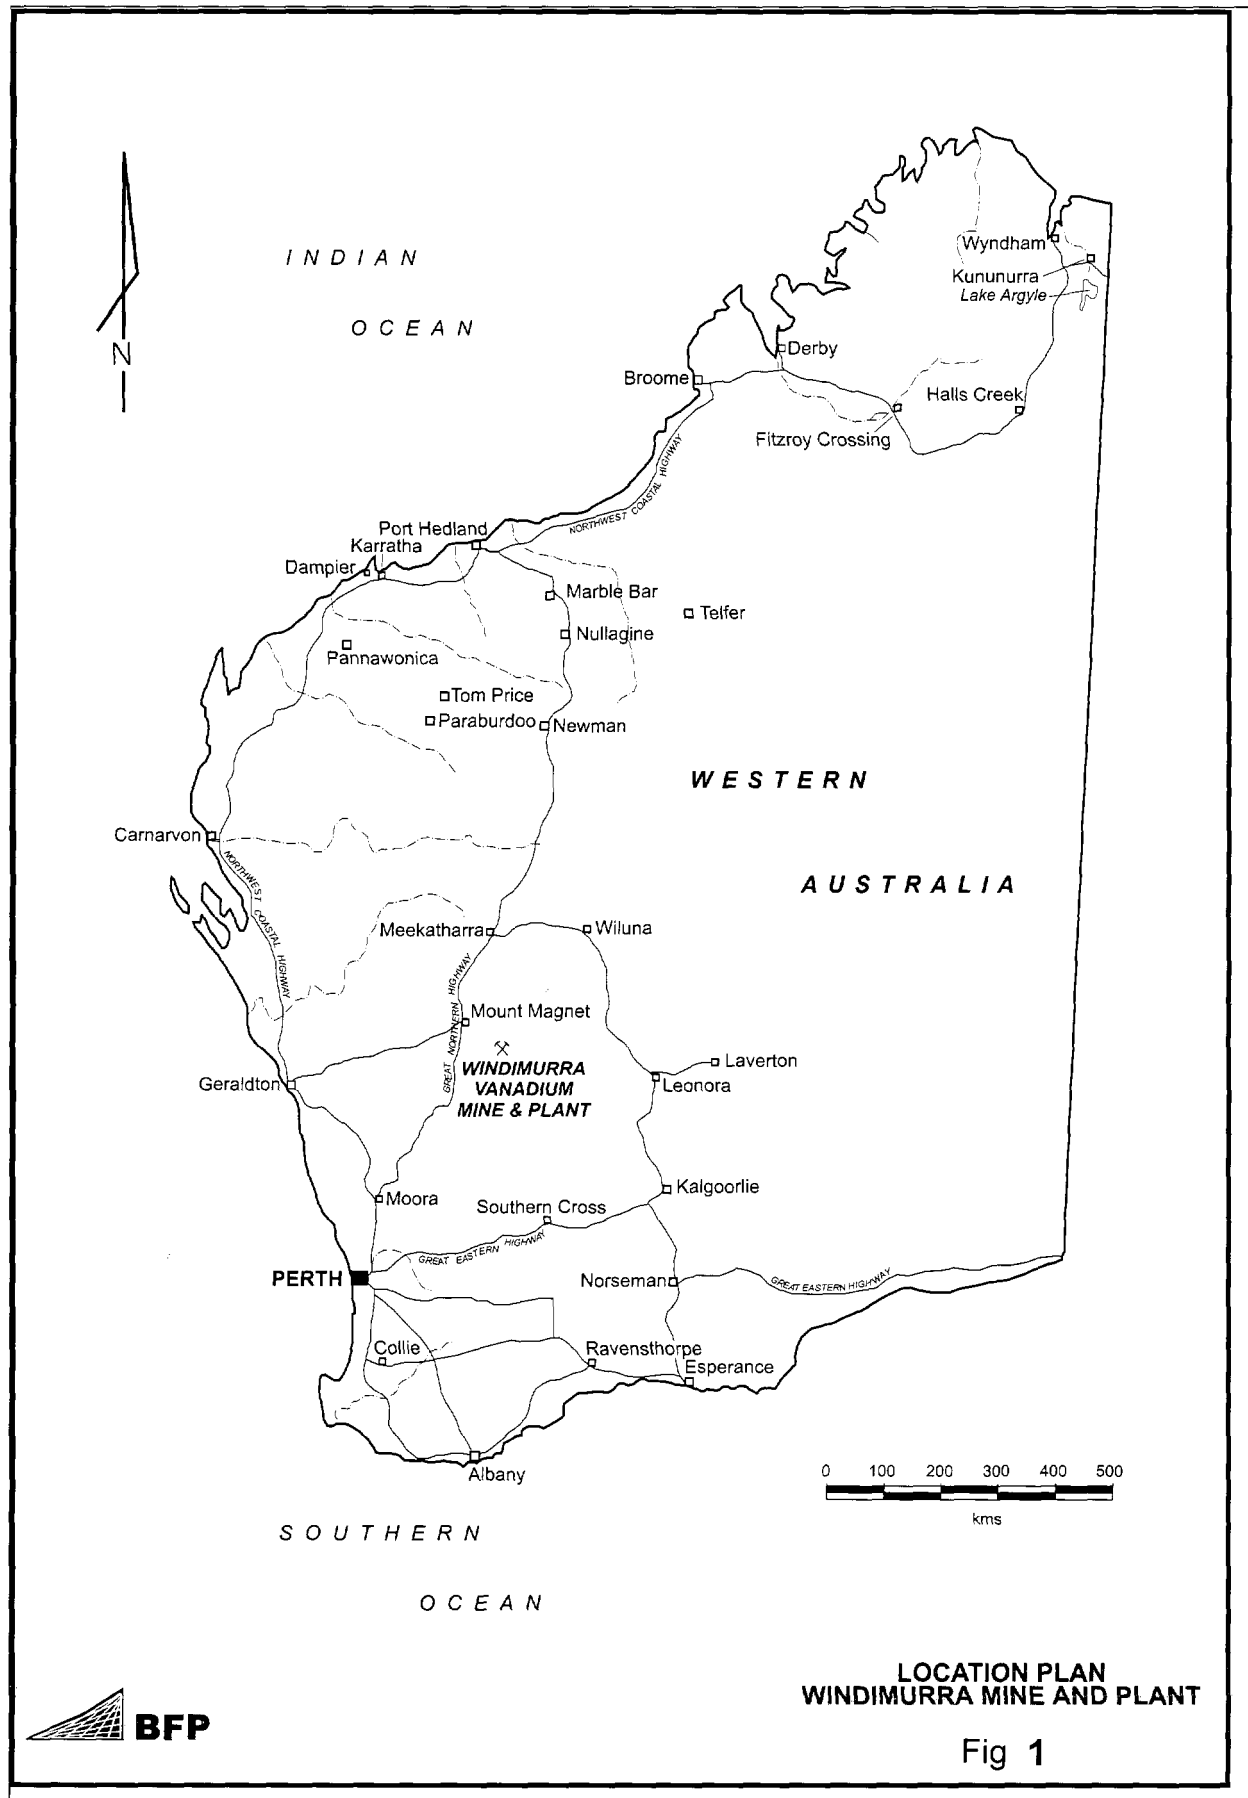 INDIAN
OCEAN
N
Wyndham
Kununurra
Lake Argyle
Derby
Broome
Halls Creek
Fitzroy Crossing
NORTHWEST COASTAL HIGHWAY
Port Hedland
Karratha
Dampier
Marble Bar
Telfer
Nullagine
Pannawonica
Tom Price
Paraburdoo
Newman
WESTERN
AUSTRALIA
Carnarvon
NORTHWEST COASTAL HIGHWAY
Meekatharra
Wiluna
GREAT NORTHERN HIGHWAY
Mount Magnet
WINDIMURRA
VANADIUM
MINE & PLANT
Laverton
Leonora
Geraldton
Moora
Kalgoorlie
Southern Cross
GREAT EASTERN HIGHWAY
PERTH
Norseman
GREAT EASTERN HIGHWAY
Collie
Ravensthorpe
Esperance
Albany
0 100 200 300 400 500
kms
SOUTHERN
OCEAN
LOCATION PLAN
WINDIMURRA MINE AND PLANT
Fig 1
BFP